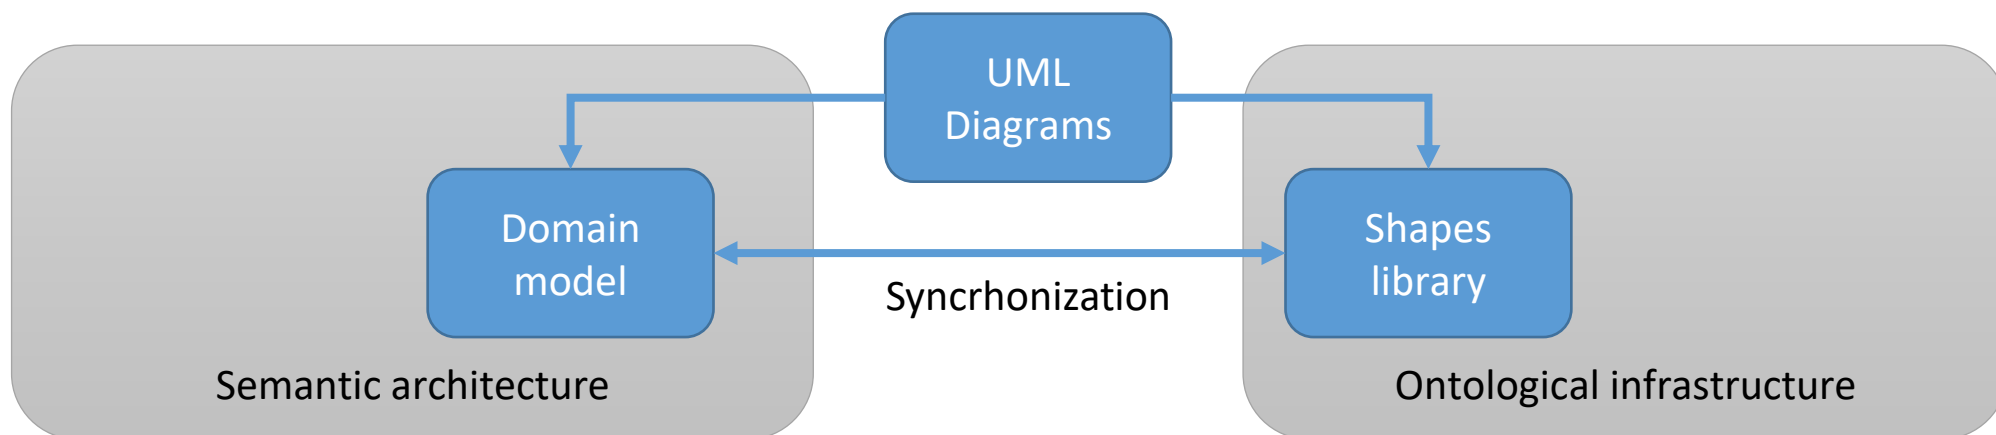 UML
Diagrams
Domain
model
Shapes
library
Syncrhonization
Semantic architecture
Ontological infrastructure